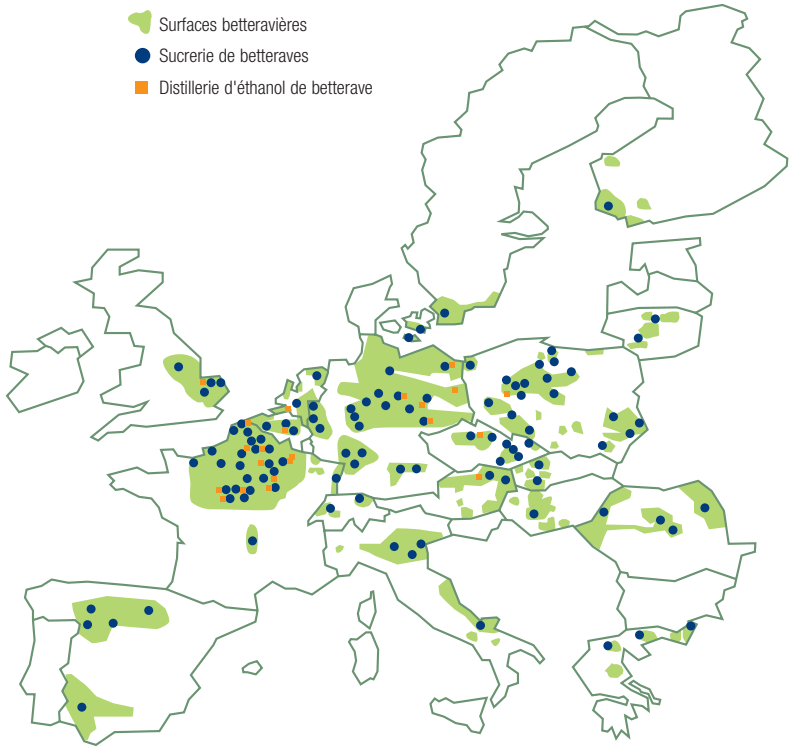 Surfaces betteravières
Sucrerie de betteraves
Distillerie d'éthanol de betterave